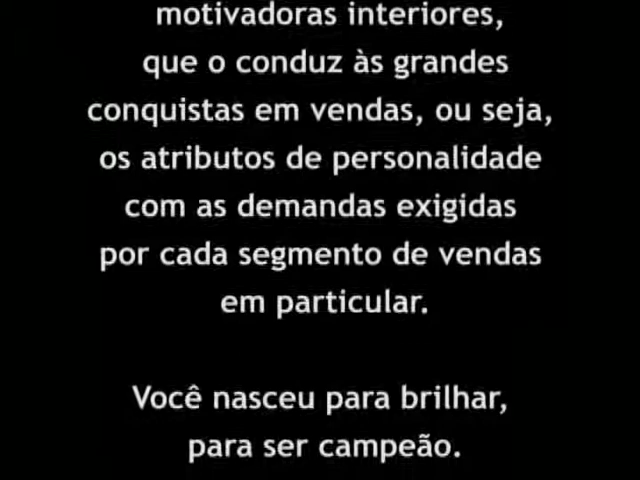 motivadoras interiores,
que o conduz às grandes
conquistas em vendas, ou seja,
os atributos de personalidade
com as demandas exigidas
por cada segmento de vendas
em particular.
Você nasceu para brilhar,
para ser campeão.